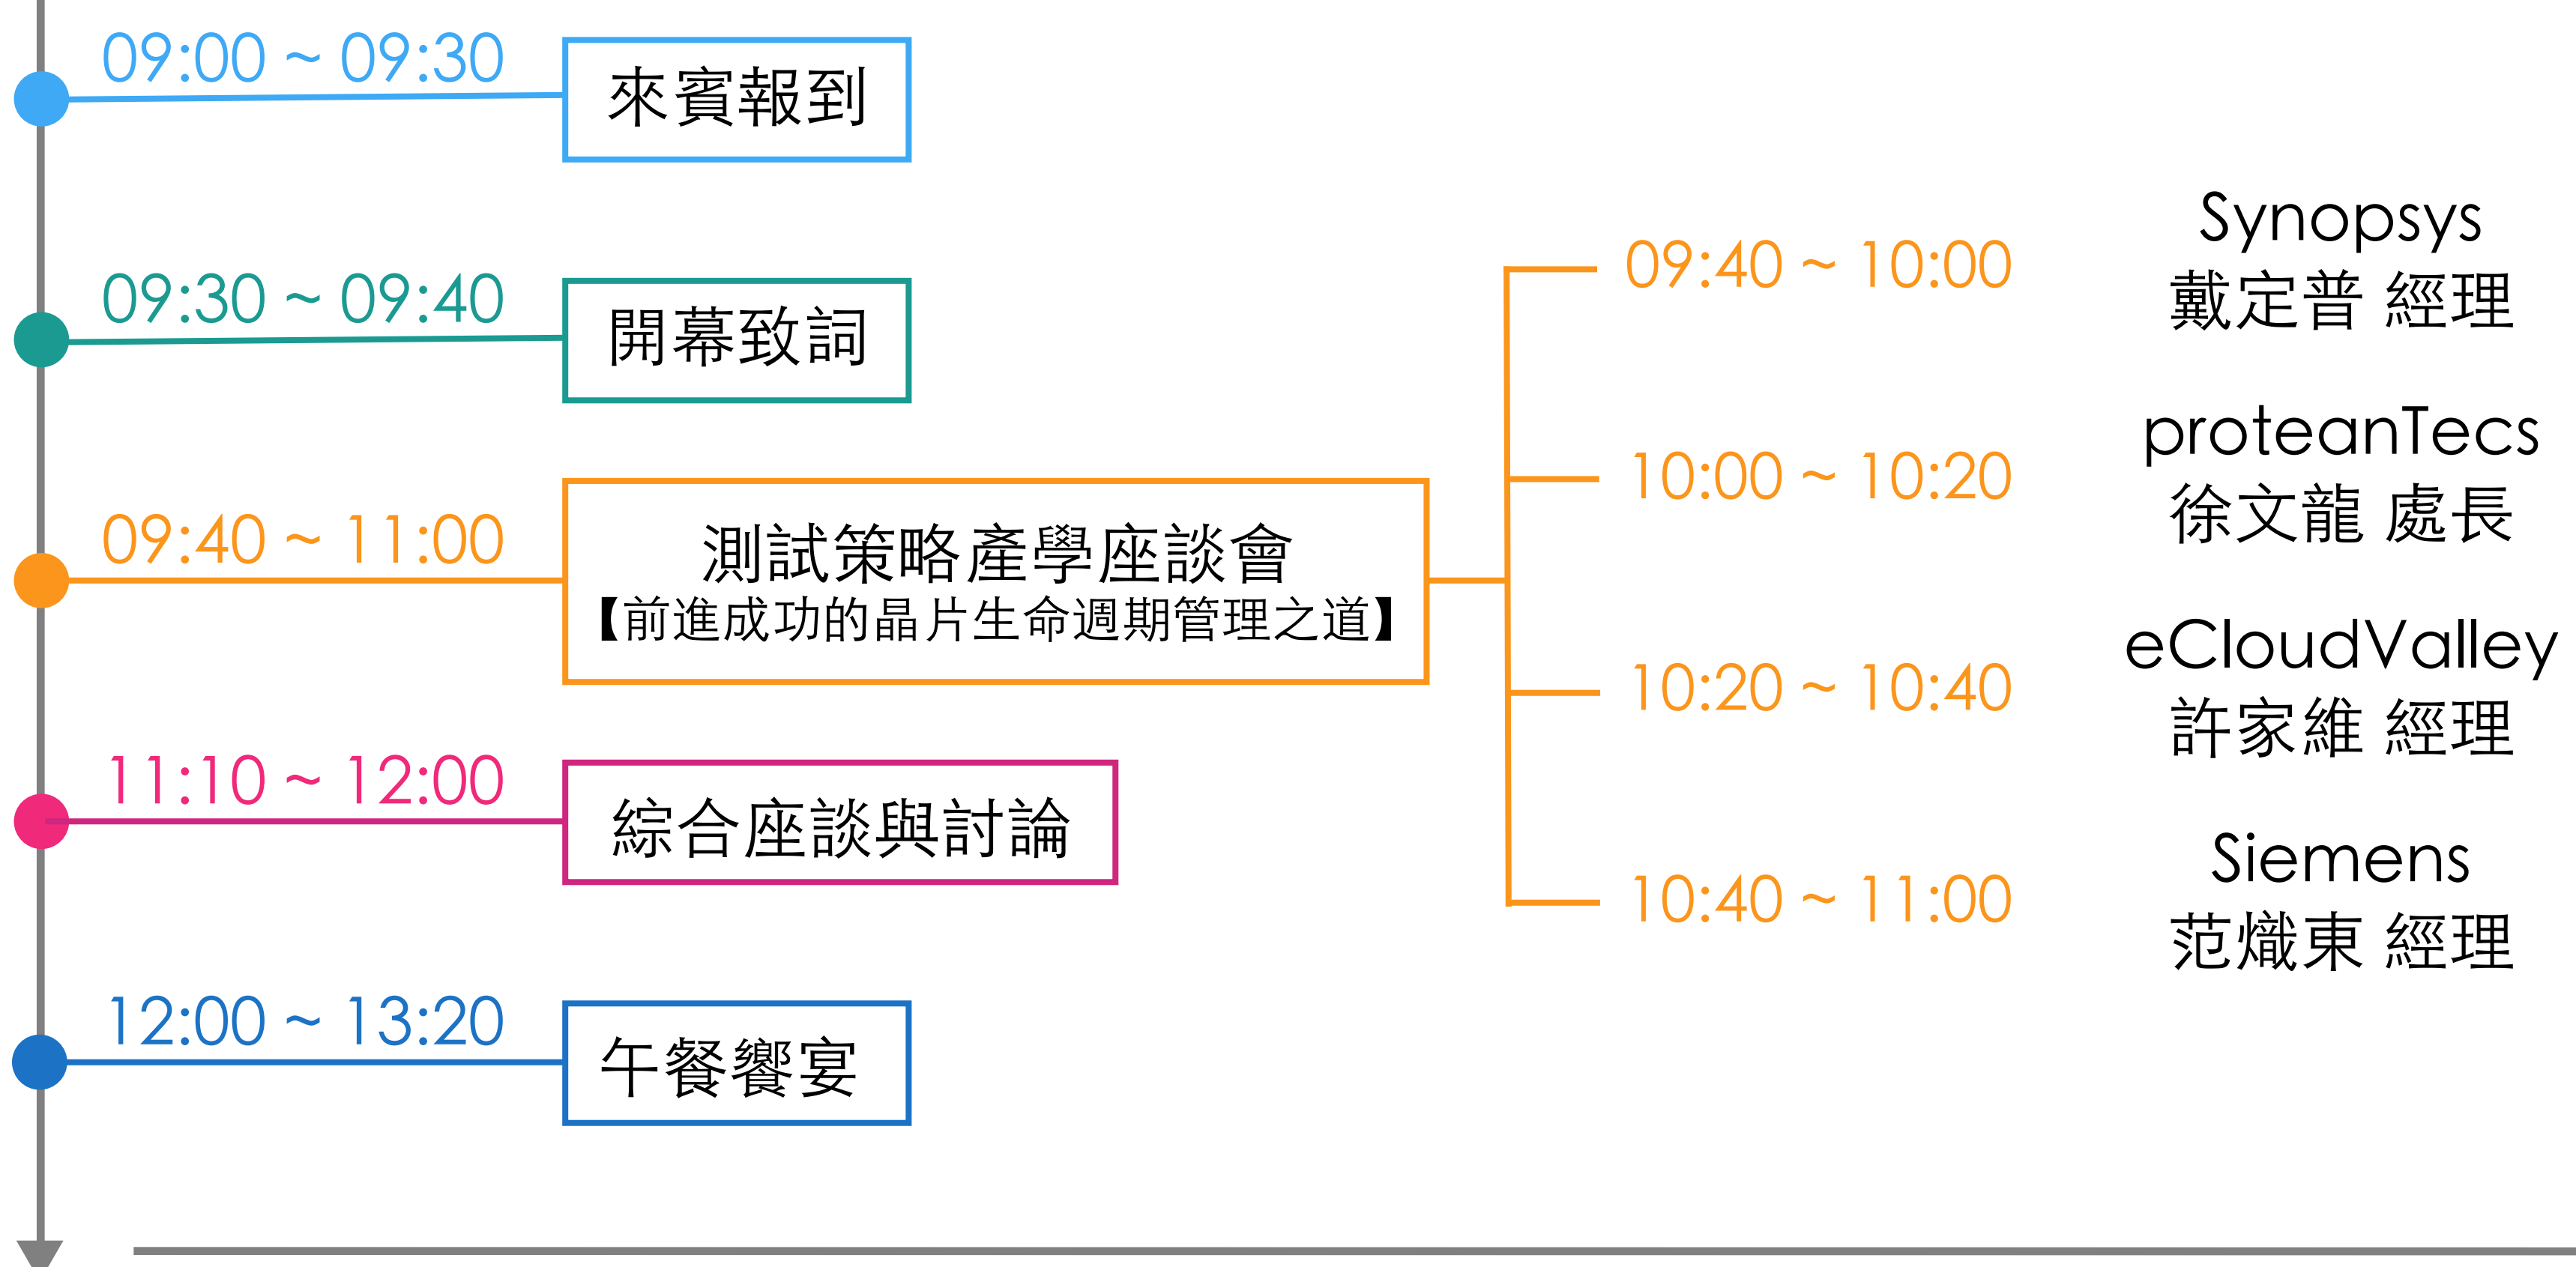 09:00 ~ 09:30
來賓報到
09:30 ~ 09:40
開幕致詞
09:40 ~ 11:00
測試策略產學座談會
【前進成功的晶片生命週期管理之道】
09:40 ~ 10:00
Synopsys
戴定普 經理
10:00 ~ 10:20
proteanTecs
徐文龍 處長
10:20 ~ 10:40
eCloudValley
許家維 經理
10:40 ~ 11:00
Siemens
范熾東 經理
11:10 ~ 12:00
綜合座談與討論
12:00 ~ 13:20
午餐饗宴